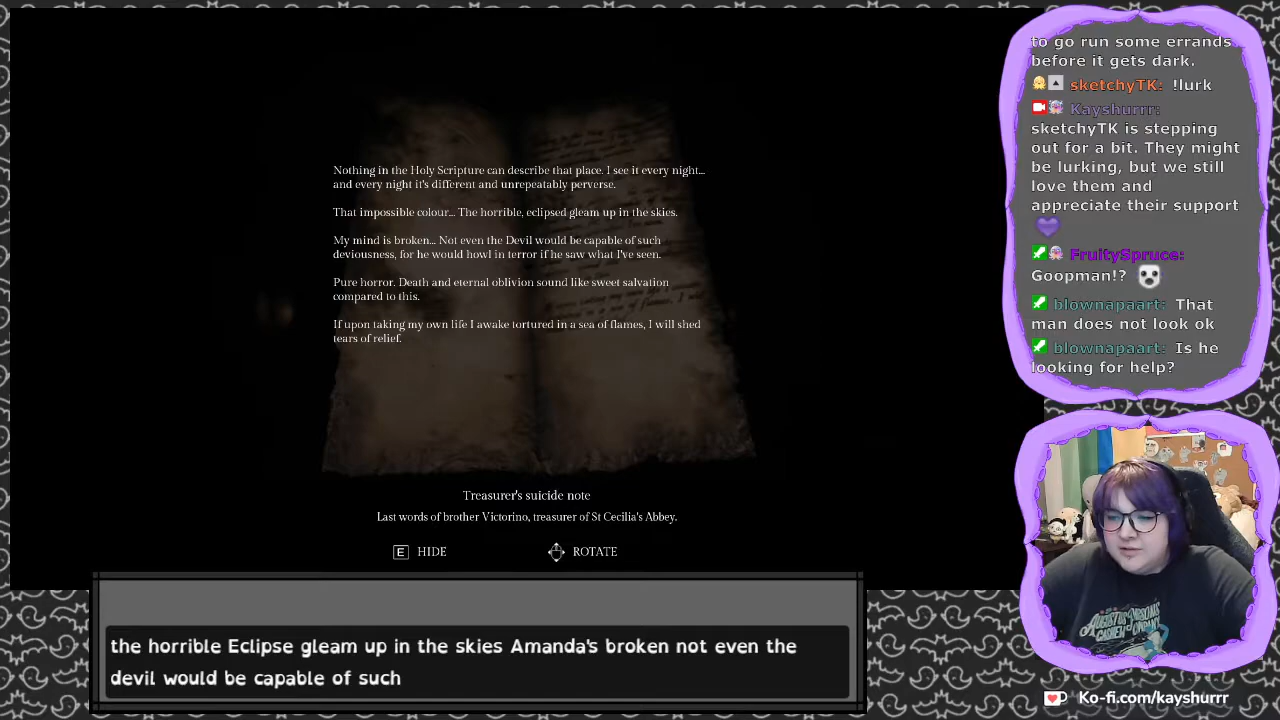 Nothing in the Holy Scripture can describe that place. I see it every night...
and every night it's different and unrepeatably perverse.
That impossible colour... The horrible, eclipsed gleam up in the skies.
My mind is broken... Not even the Devil would be capable of such
deviousness, for he would howl in terror if he saw what I've seen.
Pure horror. Death and eternal oblivion sound like sweet salvation
compared to this.
If upon taking my own life I awake tortured in a sea of flames, I will shed
tears of relief.
Treasurer's suicide note
Last words of brother Victorino, treasurer of St Cecilia's Abbey.
E HIDE
ROTATE
the horrible Eclipse gleam up in the skies Amanda's broken not even the
devil would be capable of such
to go run some errands
before it gets dark.
sketchyTK: !lurk
Kayshurrr:
sketchyTK is stepping
out for a bit. They might
be lurking, but we still
love them and
appreciate their support
FruitySpruce:
Goopman!?
blownapaart: That
man does not look ok
blownapaart: Is he
looking for help?
Ko-fi.com/kayshurrr